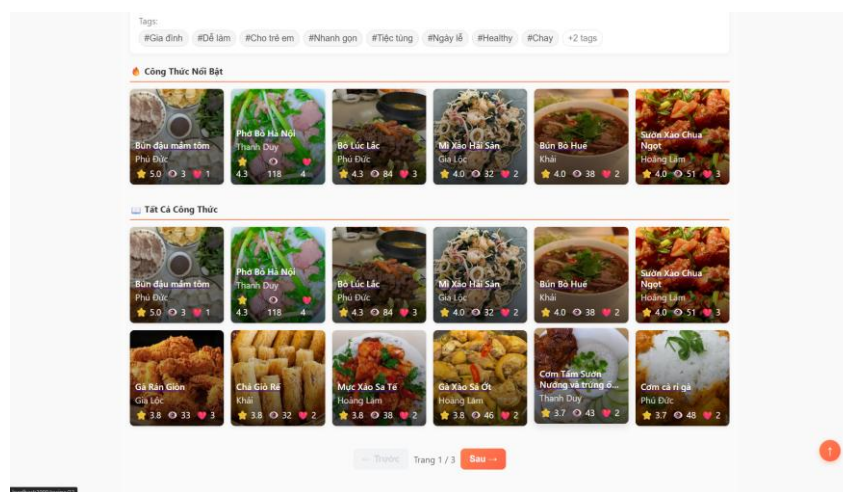 Tags:
#Gia đình #Dễ làm #Cho trẻ em #Nhanh gọn #Tiệc tùng #Ngày lễ #Healthy #Chay +2 tags
Công Thức Nổi Bật
Bún đậu mắm tôm
Phú Đức
5.0 3 1
Phở Bò Hà Nội
Thanh Duy
4.3 118 4
Bò Lúc Lắc
Phú Đức
4.3 84 3
Mì Xào Hải Sản
Gia Lộc
4.0 32 2
Bún Bò Huế
Khải
4.0 38 2
Sườn Xào Chua
Ngọt
Hoàng Lâm
4.0 51 3
Tất Cả Công Thức
Bún đậu mắm tôm
Phú Đức
5.0 3 1
Phở Bò Hà Nội
Thanh Duy
4.3 118 4
Bò Lúc Lắc
Phú Đức
4.3 84 3
Mì Xào Hải Sản
Gia Lộc
4.0 32 2
Bún Bò Huế
Khải
4.0 38 2
Sườn Xào Chua
Ngọt
Hoàng Lâm
4.0 51 3
Gà Rán Giòn
Gia Lộc
3.8 33 3
Chả Giò Rế
Khải
3.8 32 2
Mực Xào Sa Tế
Hoàng Lâm
3.8 38 2
Gà Xào Sả Ớt
Hoàng Lâm
3.8 46 2
Cơm Tấm Sườn
Nướng và trứng ố...
Thanh Duy
3.7 43 2
Cơm cà ri gà
Phú Đức
3.7 48 2
← Trước Trang 1 / 3 Sau →
↑